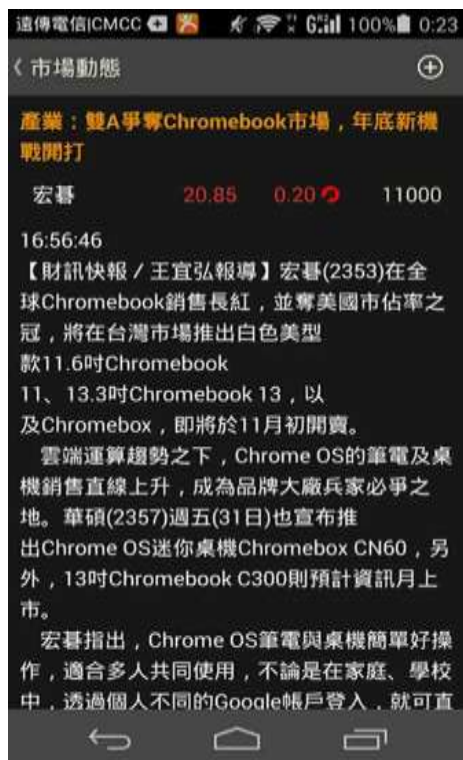 遠傳電信|CMCC 100% 0:23
市場動態
產業：雙A爭奪Chromebook市場，年底新機
戰開打
宏碁 20.85 0.20 11000
16:56:46
【財訊快報／王宜弘報導】宏碁(2353)在全
球Chromebook銷售長紅，並奪美國市佔率之
冠，將在台灣市場推出白色美型
款11.6吋Chromebook
11、13.3吋Chromebook 13，以
及Chromebox，即將於11月初開賣。
雲端運算趨勢之下，Chrome OS的筆電及桌
機銷售直線上升，成為品牌大廠兵家必爭之
地。華碩(2357)週五(31日)也宣布推
出Chrome OS迷你桌機Chromebox CN60，另
外，13吋Chromebook C300則預計資訊月上
市。
宏碁指出，Chrome OS筆電與桌機簡單好操
作，適合多人共同使用，不論是在家庭、學校
中，透過個人不同的Google帳戶登入，就可直